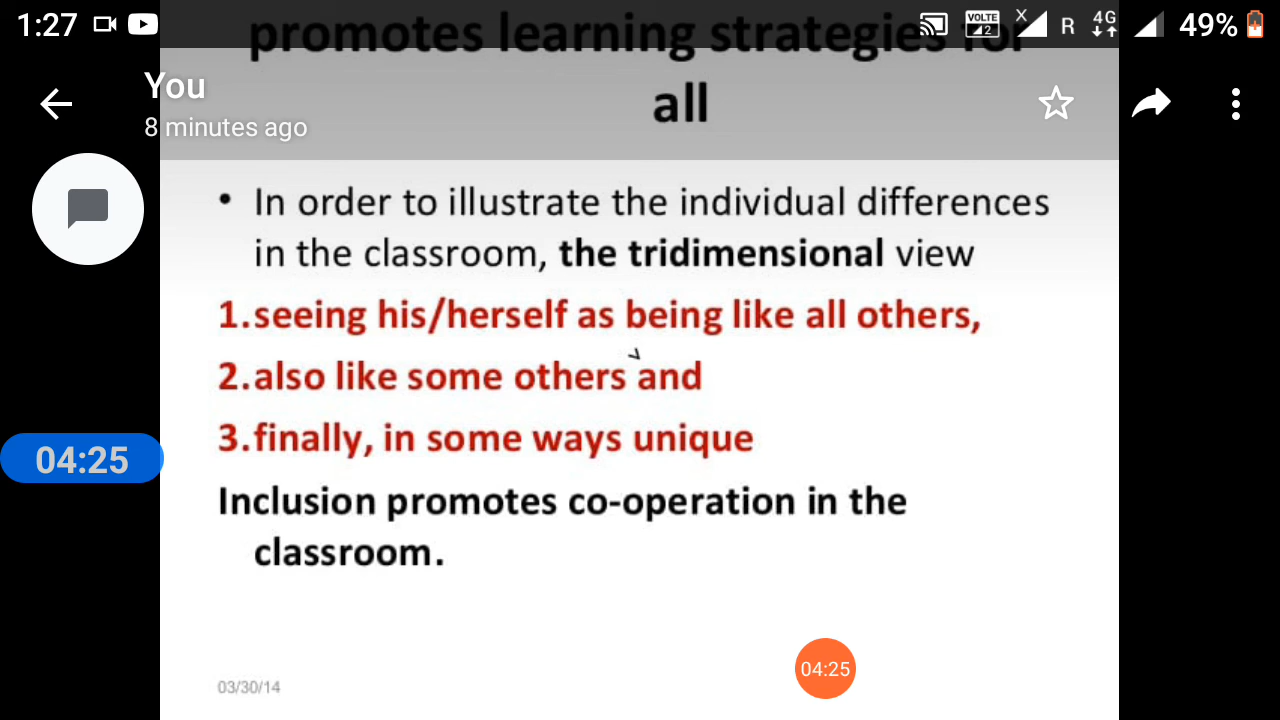 1:27 VOLTE 2 X R 4G 49%
promotes learning strategies for
You
all
8 minutes ago
• In order to illustrate the individual differences
in the classroom, the tridimensional view
1.seeing his/herself as being like all others,
2.also like some others and
3.finally, in some ways unique
04:25
Inclusion promotes co-operation in the
classroom.
04:25
03/30/14